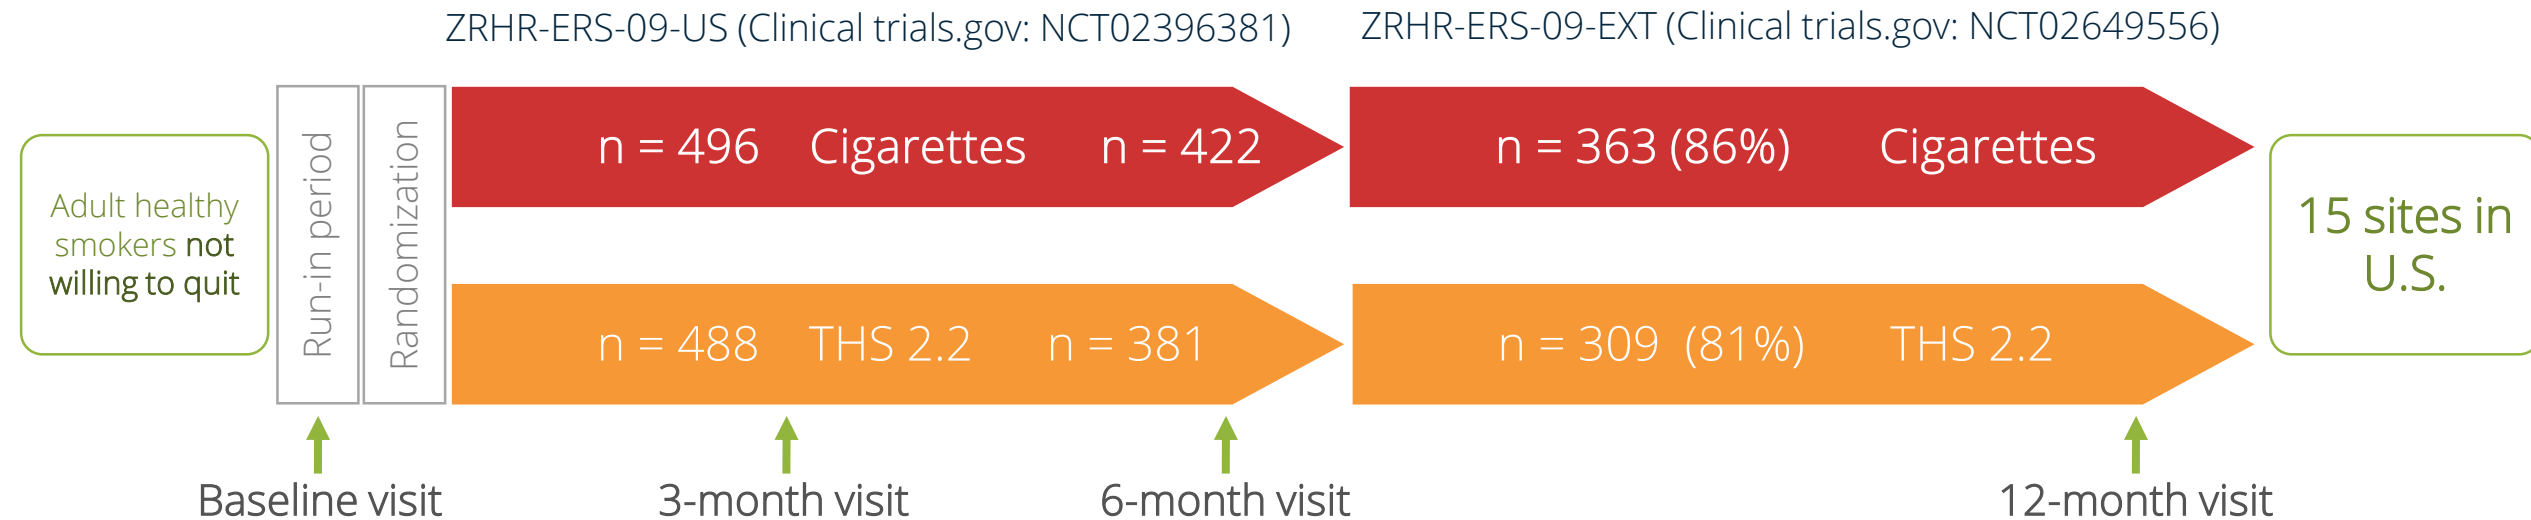 ZRHR-ERS-09-US (Clinical trials.gov: NCT02396381)
ZRHR-ERS-09-EXT (Clinical trials.gov: NCT02649556)
Adult healthy
smokers not
willing to quit
Run-in period
Randomization
n = 496 Cigarettes n = 422
n = 363 (86%) Cigarettes
n = 488 THS 2.2 n = 381
n = 309 (81%) THS 2.2
15 sites in
U.S.
Baseline visit
3-month visit
6-month visit
12-month visit